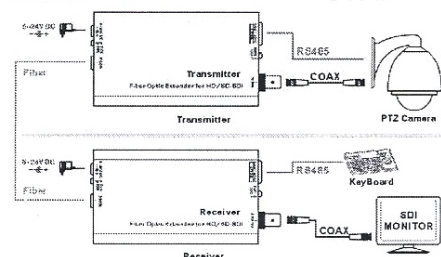 5-24V DC
RS485
Fiber
Transmitter
Fiber Optic Extender for HD/SD-SDI
COAX
Transmitter
PTZ Camera
5-24V DC
RS485
KeyBoard
Fiber
Receiver
Fiber Optic Extender for HD/SD-SDI
COAX
SDI
MONITOR
Receiver